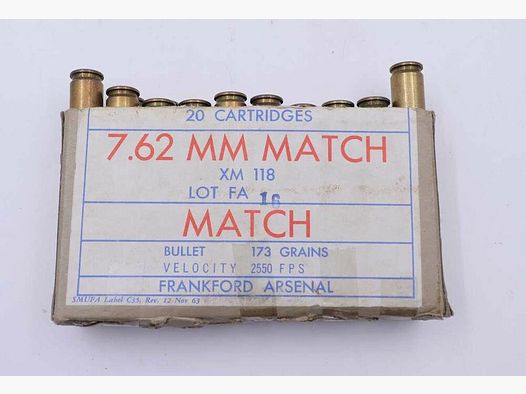 20 CARTRIDGES
7.62 MM MATCH
XM 118
LOT FA 16
MATCH
BULLET 173 GRAINS
VELOCITY 2550 FPS
FRANKFORD ARSENAL
SMUFA Label C35, Rev. 12 Nov 63